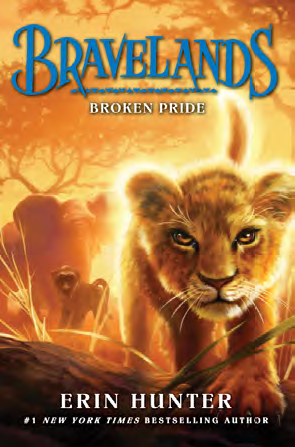 BRAVELANDS
BROKEN PRIDE
ERIN HUNTER
#1 NEW YORK TIMES BESTSELLING AUTHOR